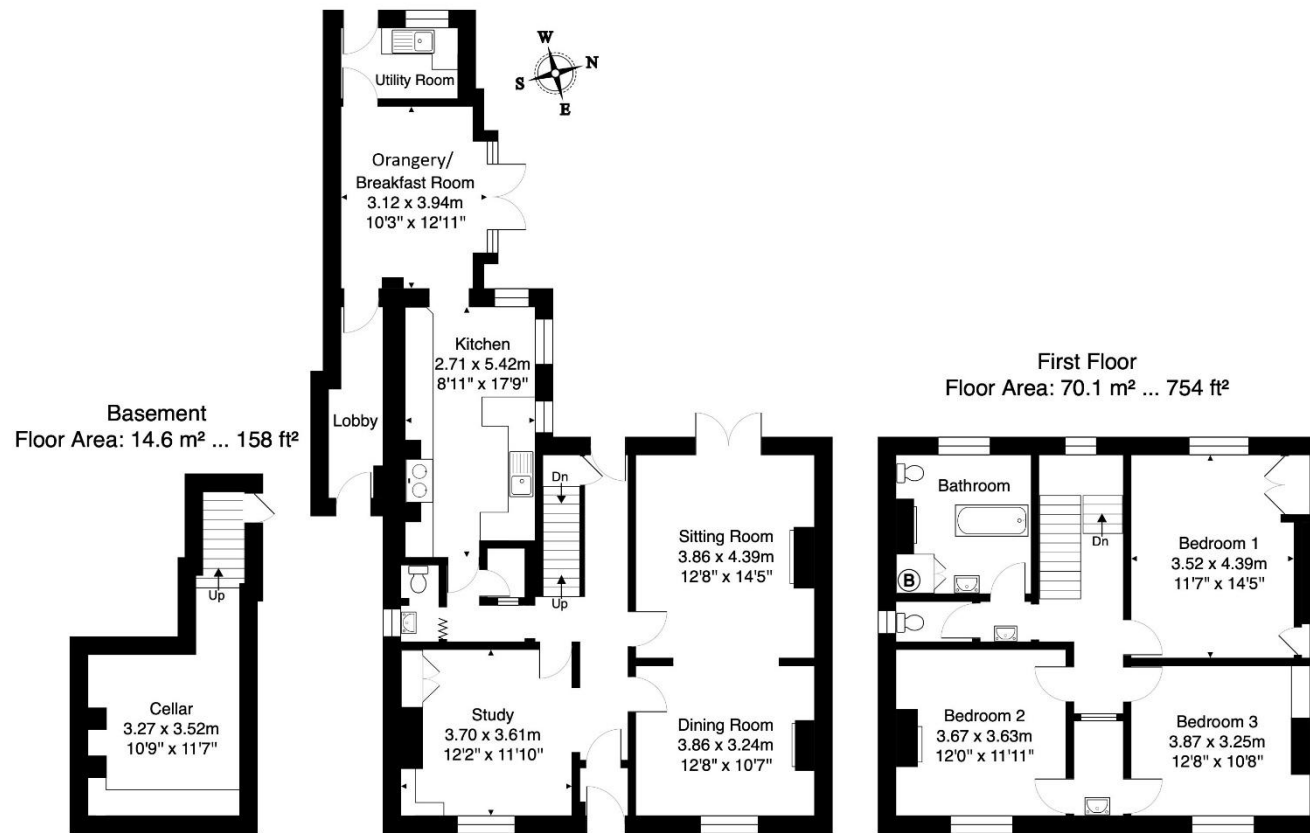 Utility Room
W
N
S
E
Orangery/
Breakfast Room
3.12 x 3.94m
10'3" x 12'11"
Kitchen
2.71 x 5.42m
8'11" x 17'9"
Lobby
Basement
Floor Area: 14.6 m² ... 158 ft²
Up
Cellar
3.27 x 3.52m
10'9" x 11'7"
Dn
Up
Sitting Room
3.86 x 4.39m
12'8" x 14'5"
Study
3.70 x 3.61m
12'2" x 11'10"
Dining Room
3.86 x 3.24m
12'8" x 10'7"
First Floor
Floor Area: 70.1 m² ... 754 ft²
Bathroom
B
Dn
Bedroom 1
3.52 x 4.39m
11'7" x 14'5"
Bedroom 2
3.67 x 3.63m
12'0" x 11'11"
Bedroom 3
3.87 x 3.25m
12'8" x 10'8"